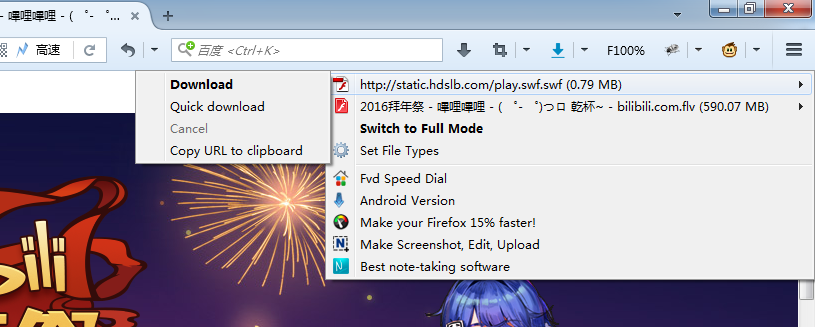 - 嗶哩嗶哩 - ( ゜- ゜...
高速
百度 <Ctrl+K>
F100%
Download
Quick download
Cancel
Copy URL to clipboard
http://static.hdslb.com/play.swf.swf (0.79 MB)
2016拜年祭 - 嗶哩嗶哩 - ( ゜- ゜)つロ 乾杯~ - bilibili.com.flv (590.07 MB)
Switch to Full Mode
Set File Types
Fvd Speed Dial
Android Version
Make your Firefox 15% faster!
Make Screenshot, Edit, Upload
Best note-taking software